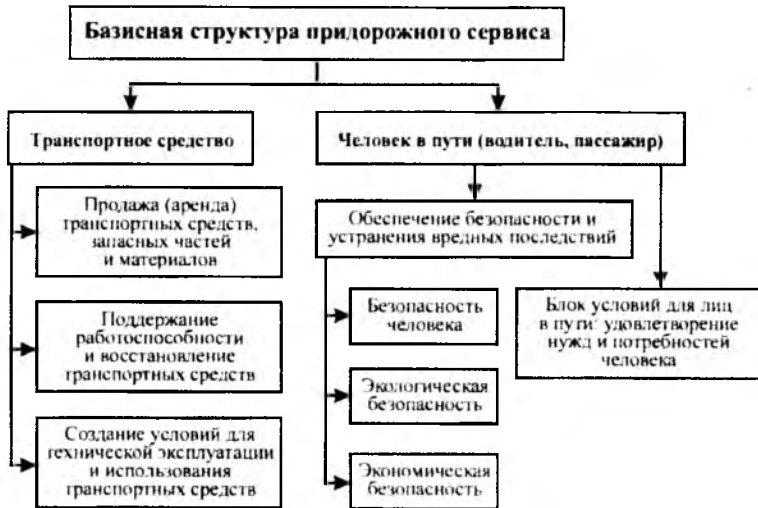 Базисная структура придорожного сервиса
Транспортное средство
Человек в пути (водитель, пассажир)
Продажа (аренда)
транспортных средств,
запасных частей
и материалов
Поддержание
работоспособности
и восстановление
транспортных средств
Создание условий для
технической эксплуатации
и использования
транспортных средств
Обеспечение безопасности и
устранения вредных последствий
Безопасность
человека
Экологическая
безопасность
Экономическая
безопасность
Блок условий для лиц
в пути: удовлетворение
нужд и потребностей
человека